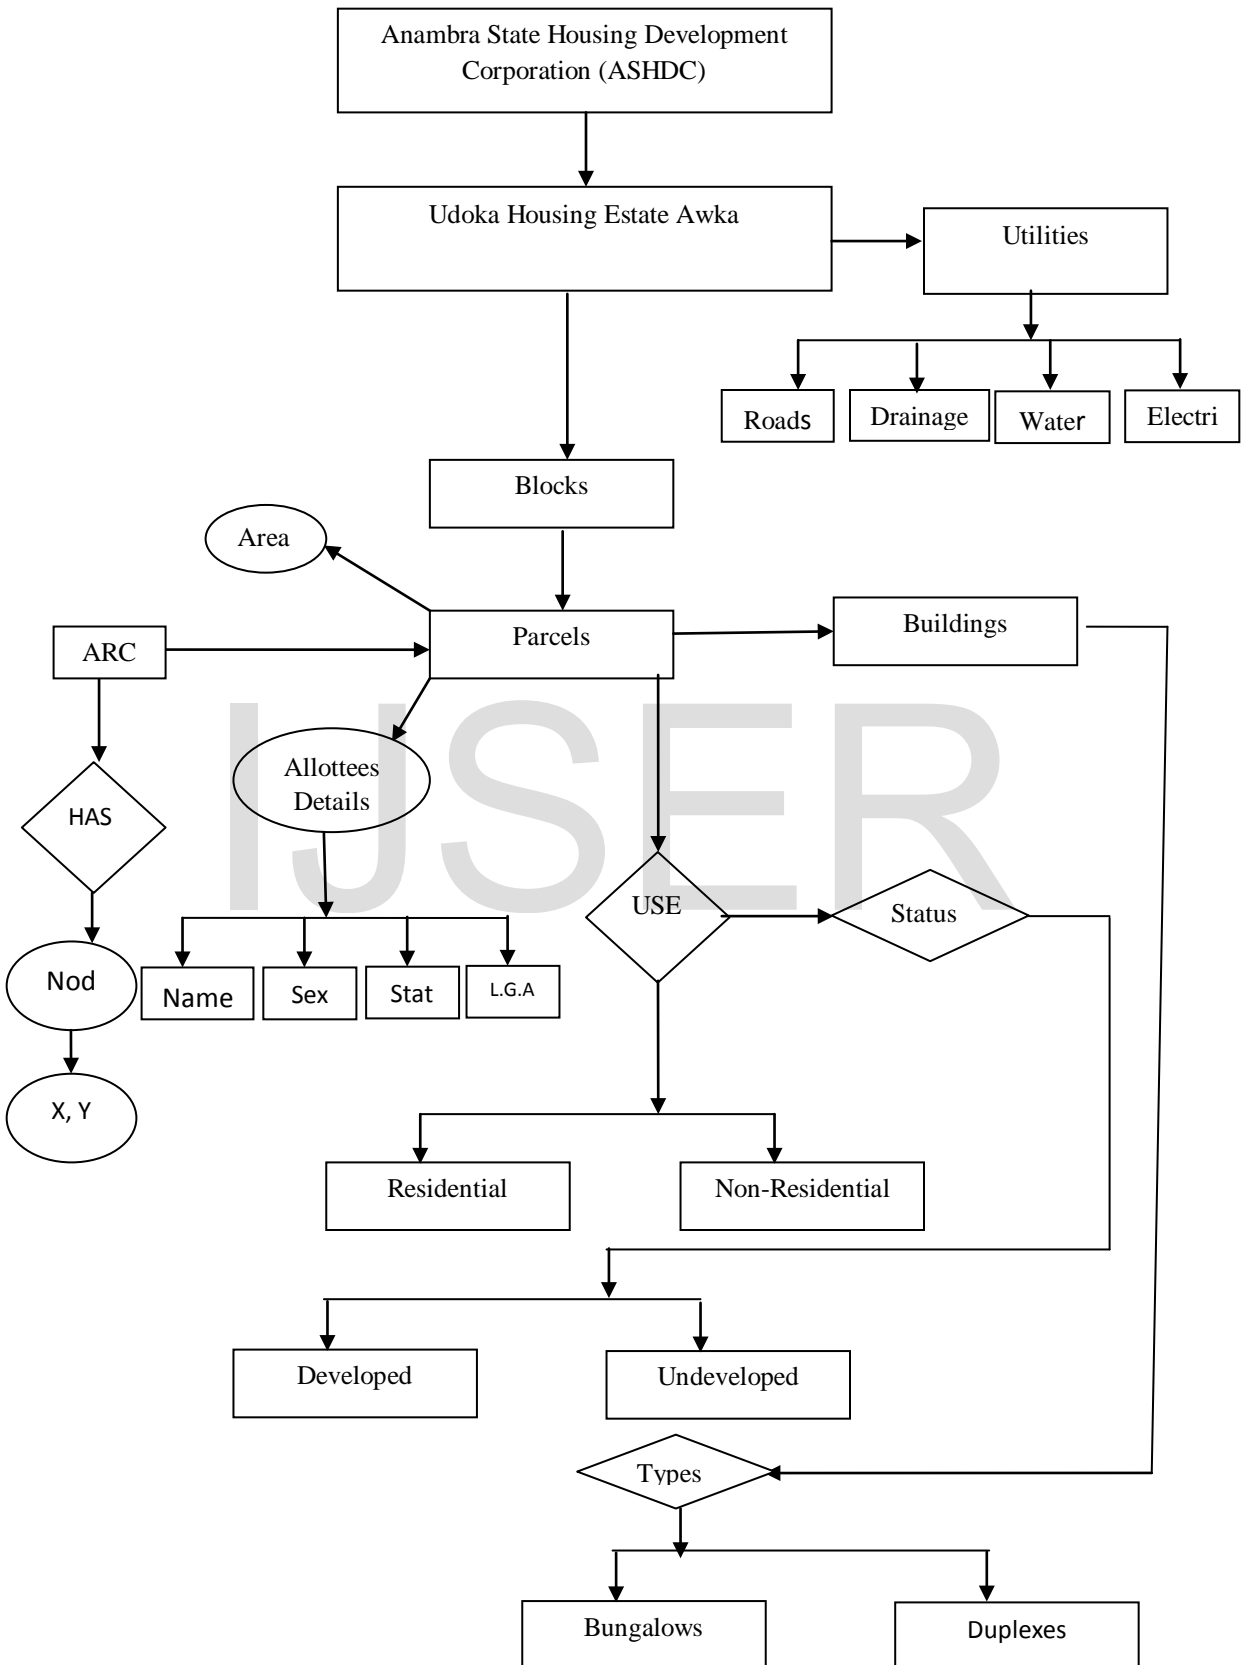 Anambra State Housing Development
Corporation (ASHDC)
Udoka Housing Estate Awka
Utilities
Roads
Drainage
Water
Electri
Blocks
Area
Parcels
Buildings
ARC
Allottees
Details
HAS
USE
Status
Nod
Name
Sex
Stat
L.G.A
X, Y
Residential
Non-Residential
Developed
Undeveloped
Types
Bungalows
Duplexes
IJSER